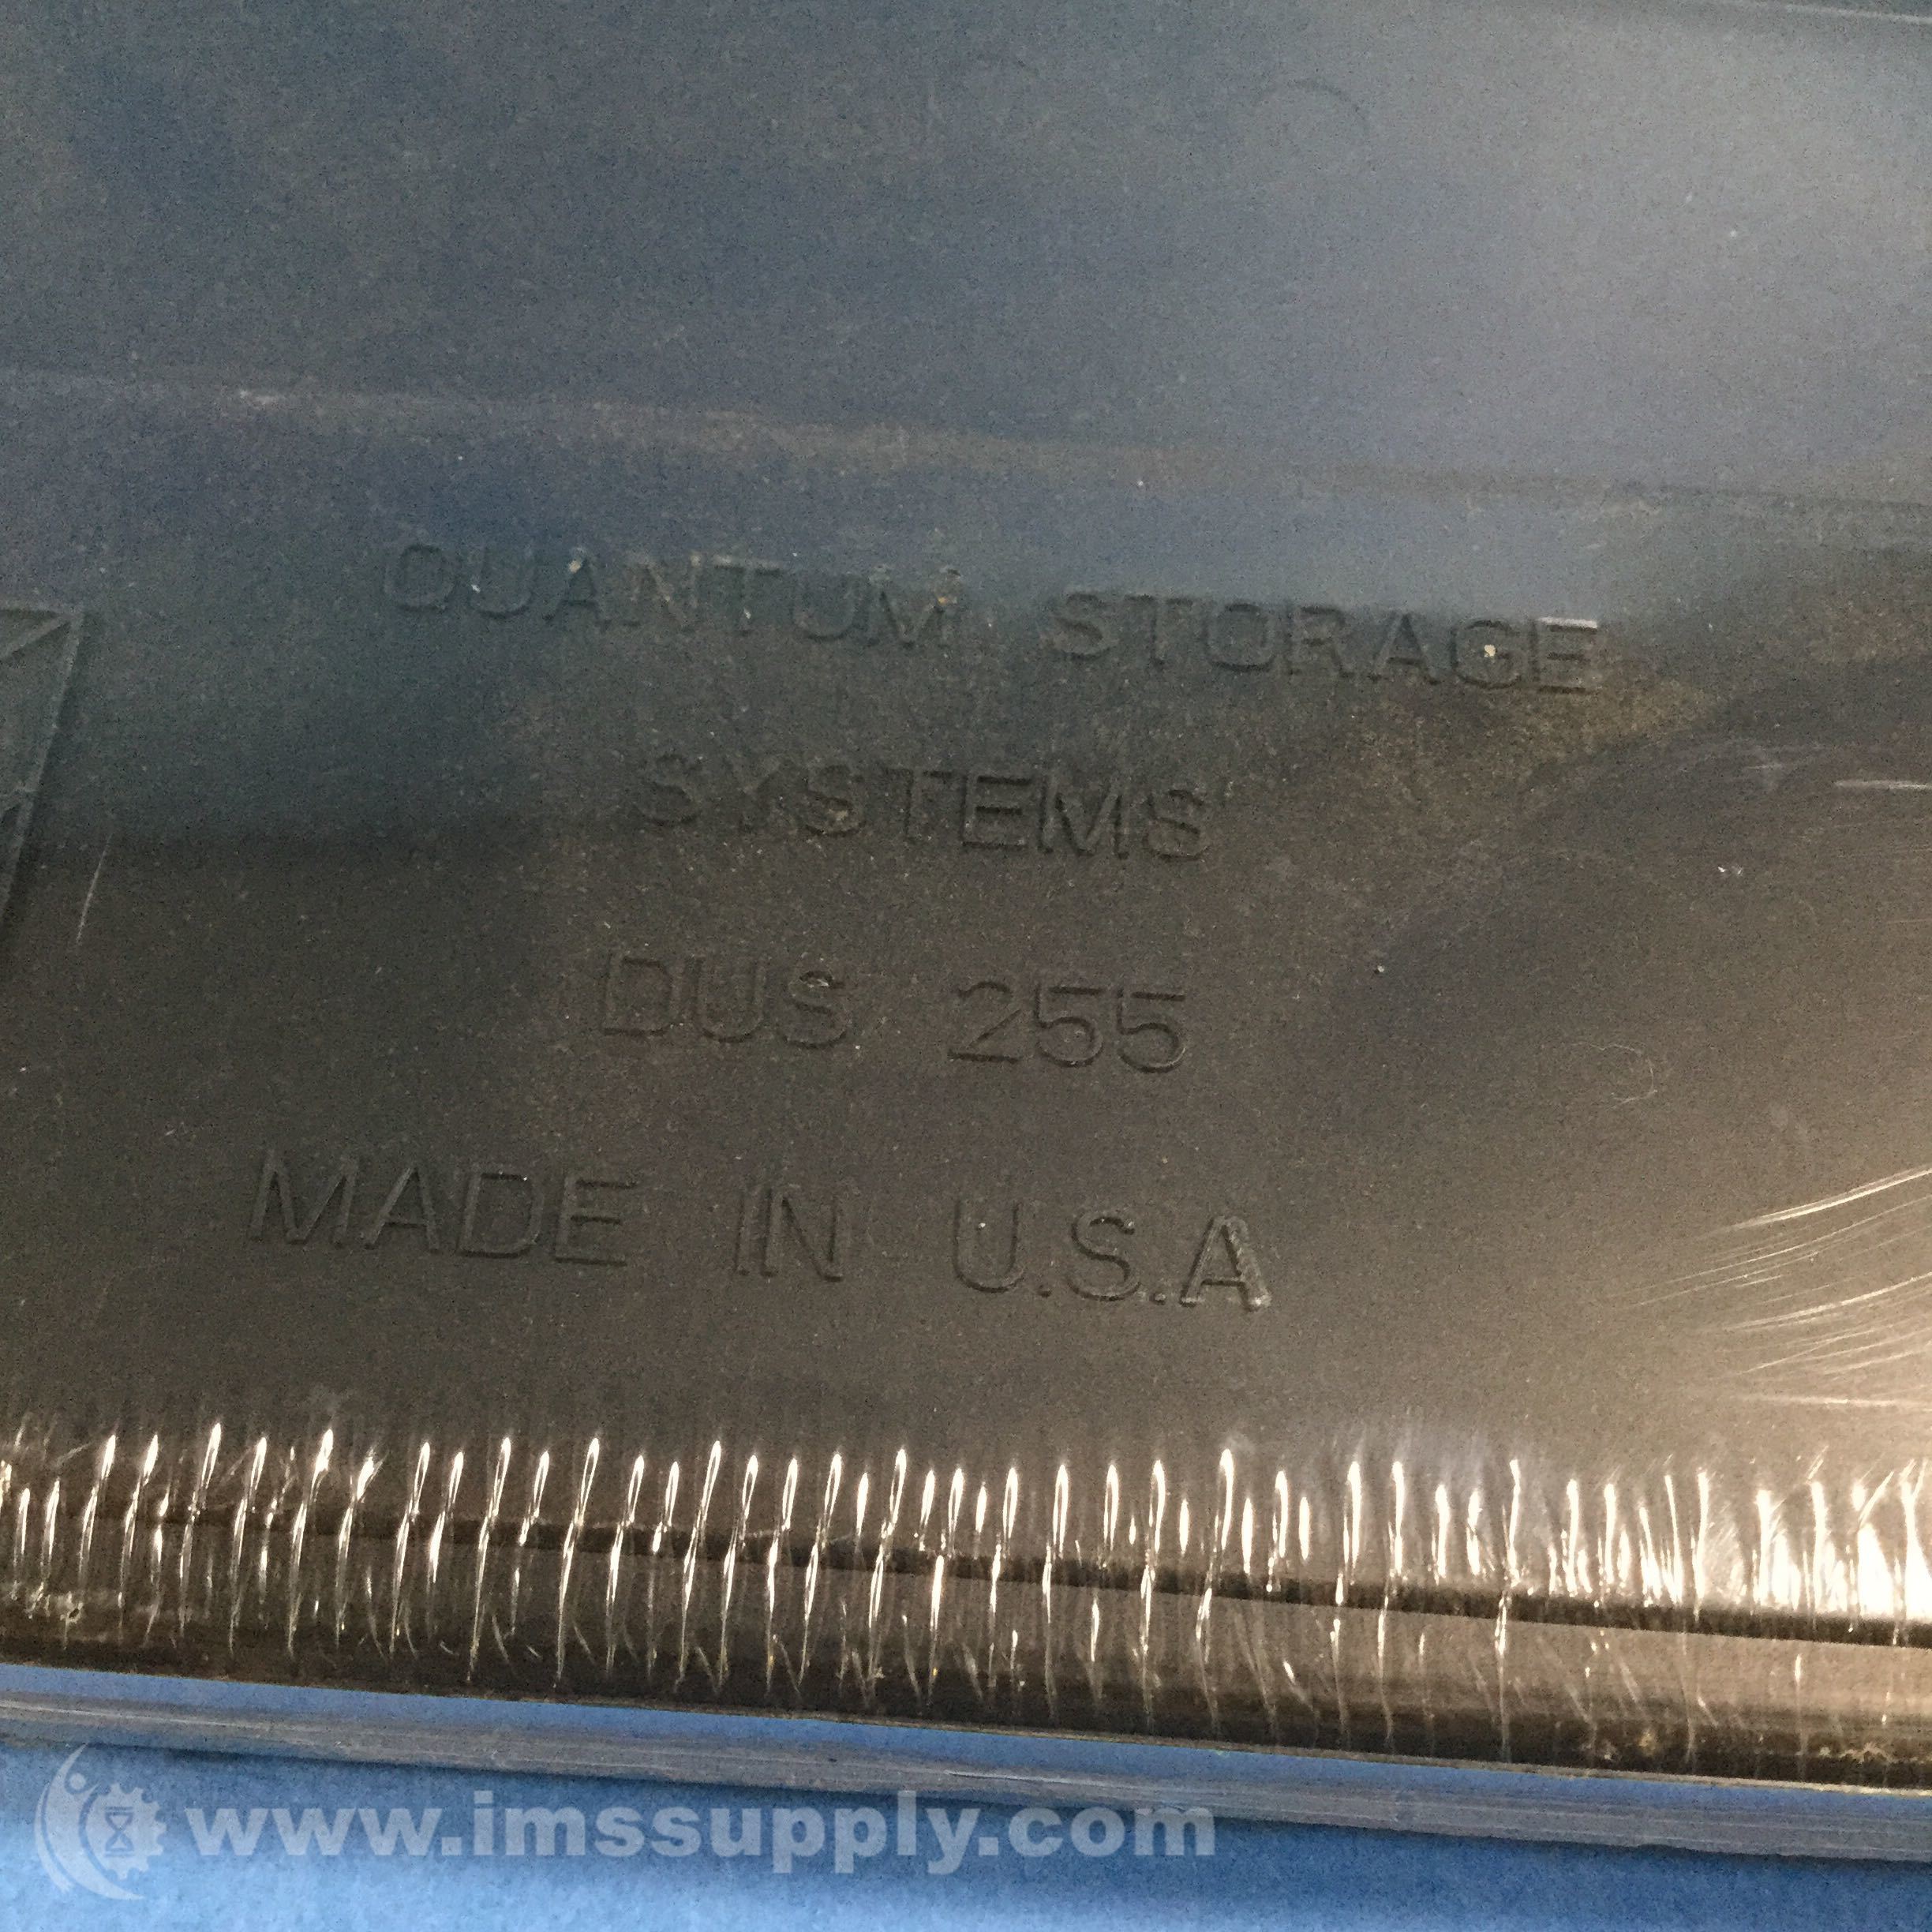 QUANTUM STORAGE
SYSTEMS
DUS 255
MADE IN U.S.A
www.imssupply.com